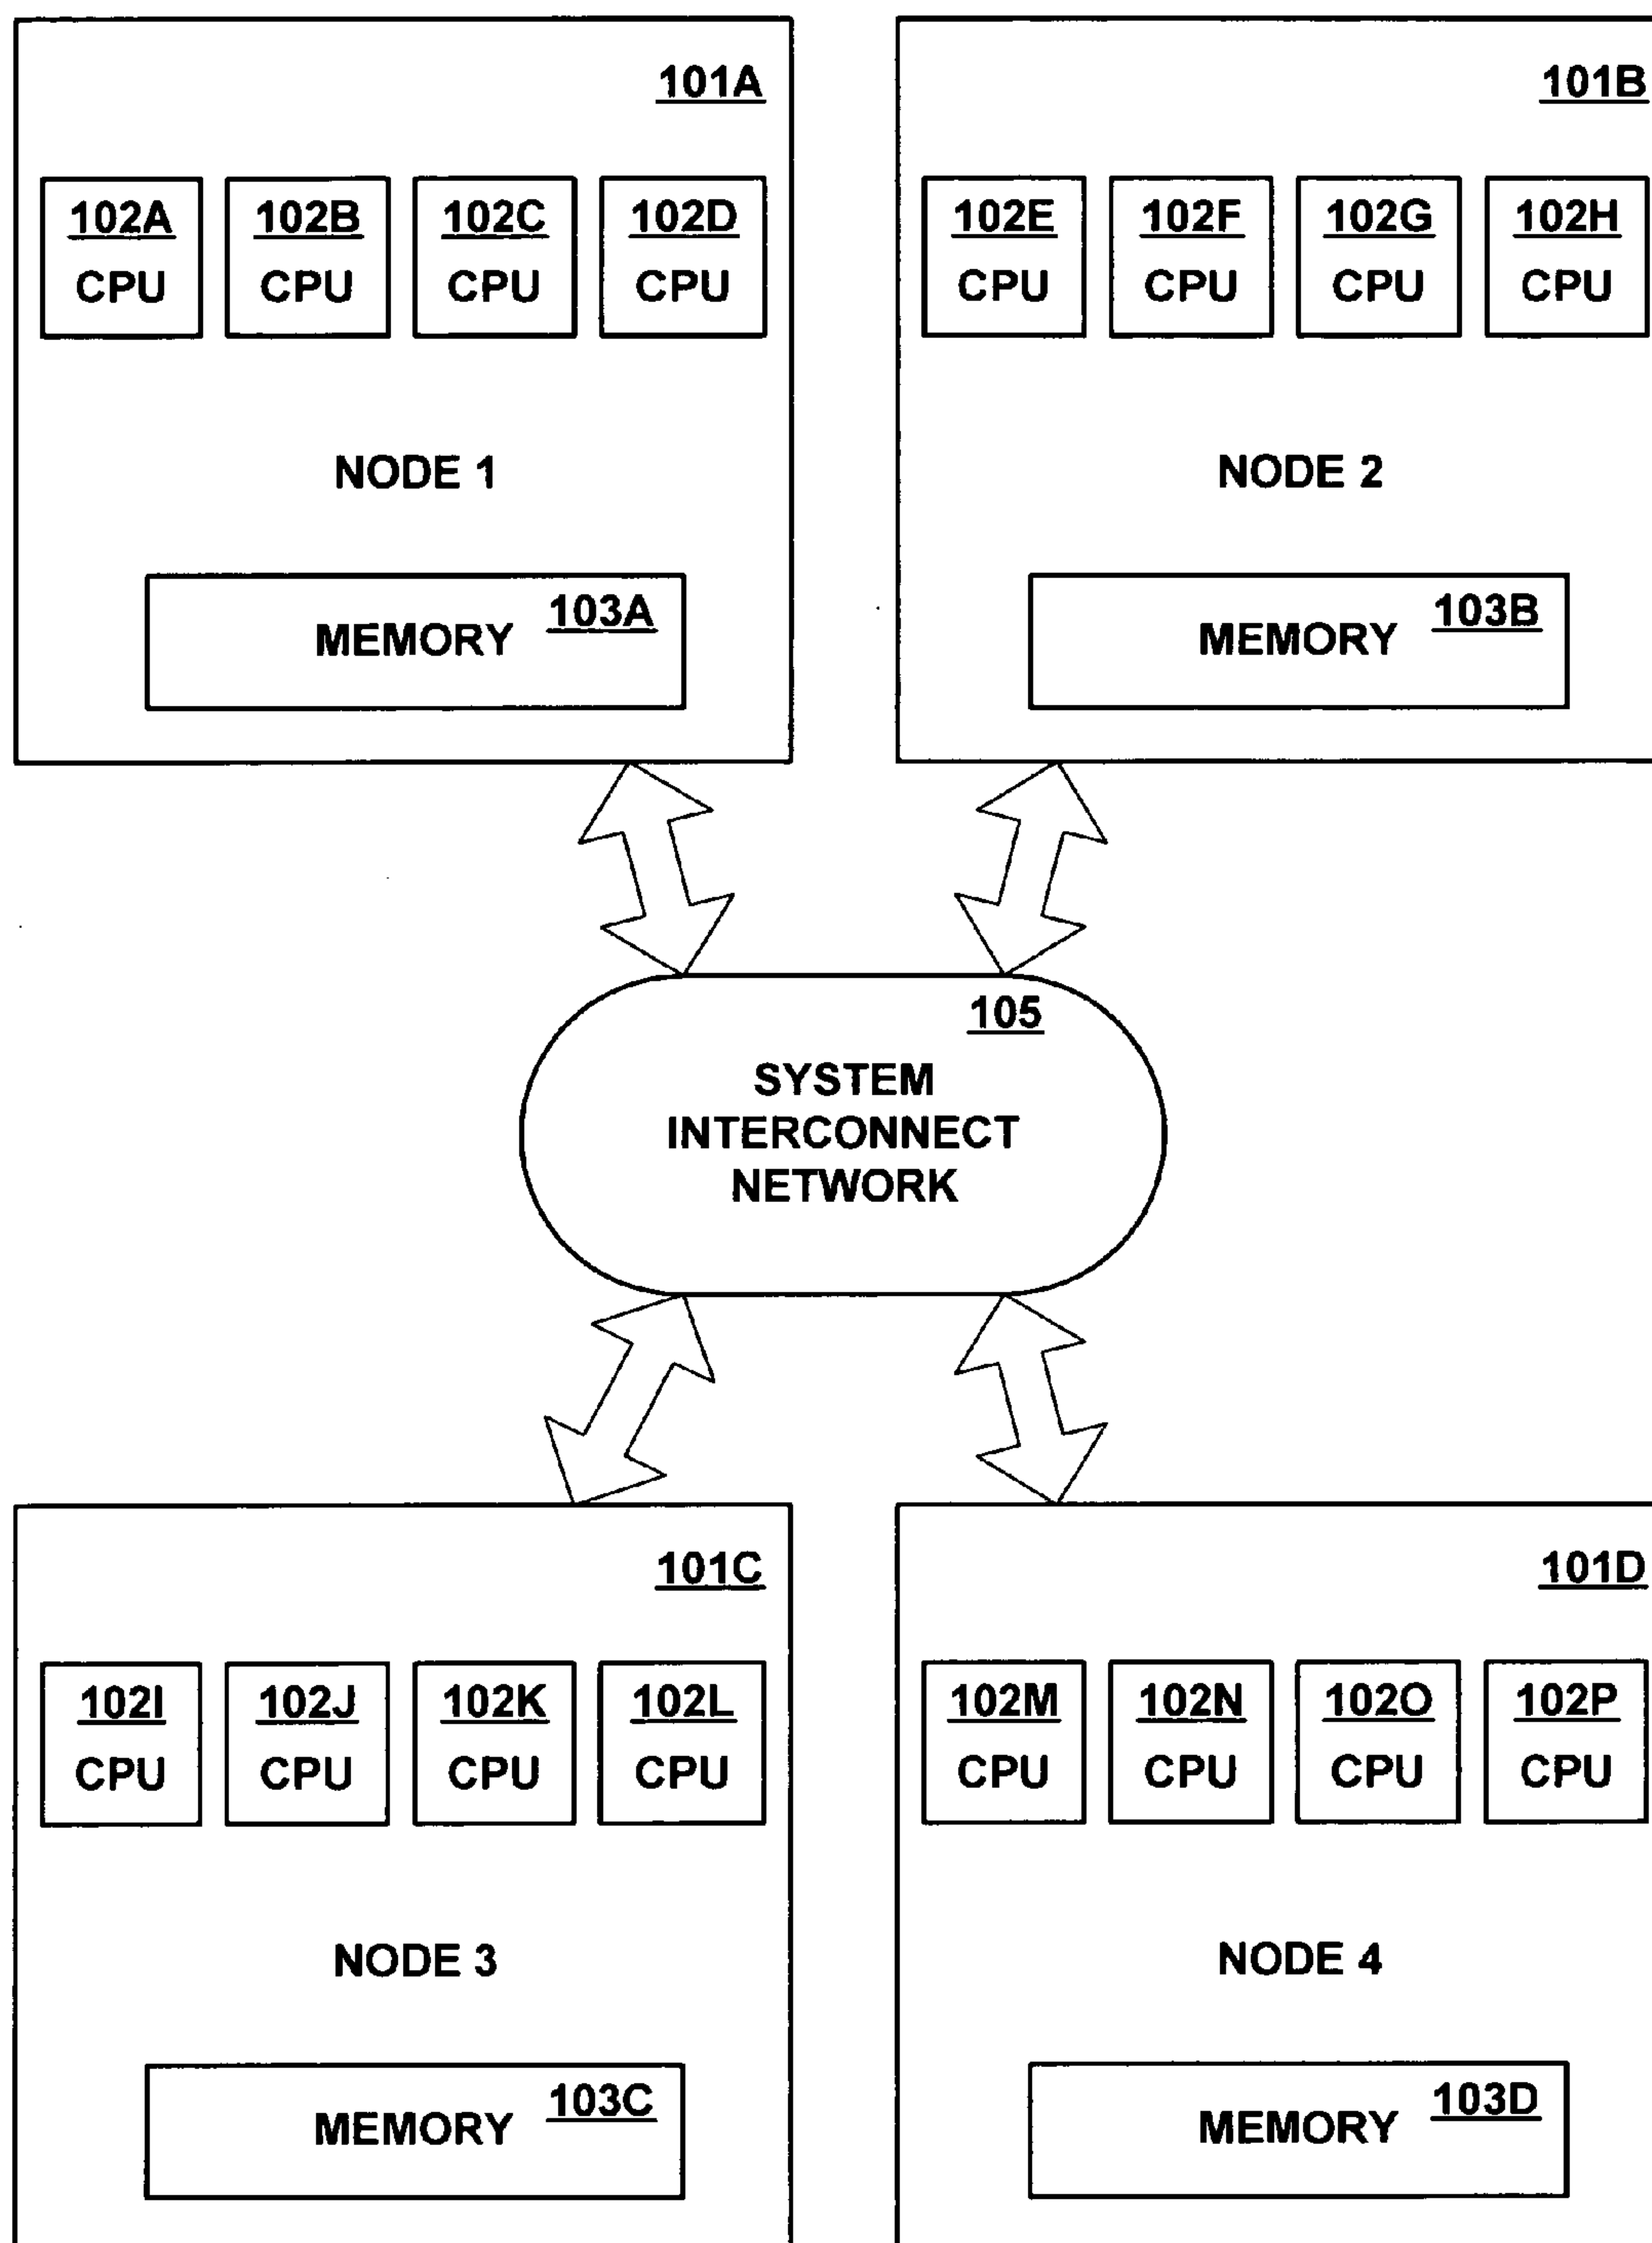 101A
102A 102B 102C 102D
CPU CPU CPU CPU
NODE 1
103A
MEMORY
101B
102E 102F 102G 102H
CPU CPU CPU CPU
NODE 2
103B
MEMORY
105
SYSTEM
INTERCONNECT
NETWORK
101C
102I 102J 102K 102L
CPU CPU CPU CPU
NODE 3
103C
MEMORY
101D
102M 102N 102O 102P
CPU CPU CPU CPU
NODE 4
103D
MEMORY